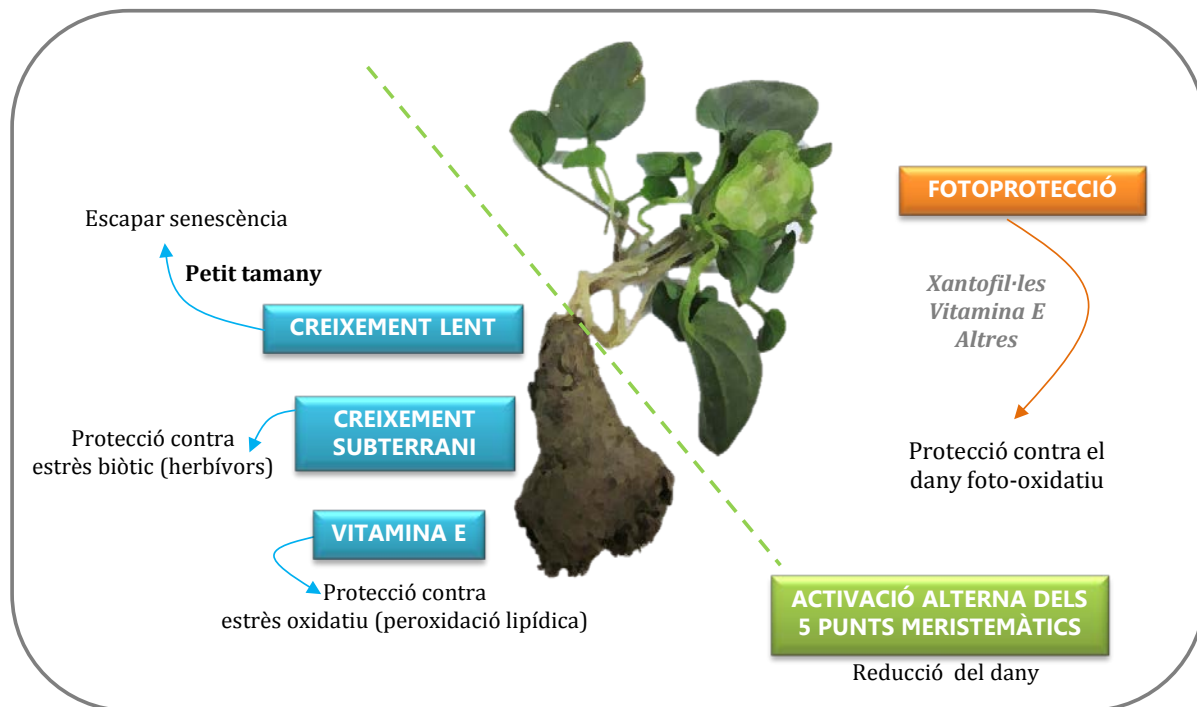 Escapar senescència
Petit tamany
CREIXEMENT LENT
CREIXEMENT
SUBTERRANI
Protecció contra
estrès biòtic (herbívors)
VITAMINA E
Protecció contra
estrès oxidatiu (peroxidació lipídica)
FOTOPROTECCIÓ
Xantofil·les
Vitamina E
Altres
Protecció contra el
dany foto-oxidatiu
ACTIVACIÓ ALTERNA DELS
5 PUNTS MERISTEMÀTICS
Reducció del dany